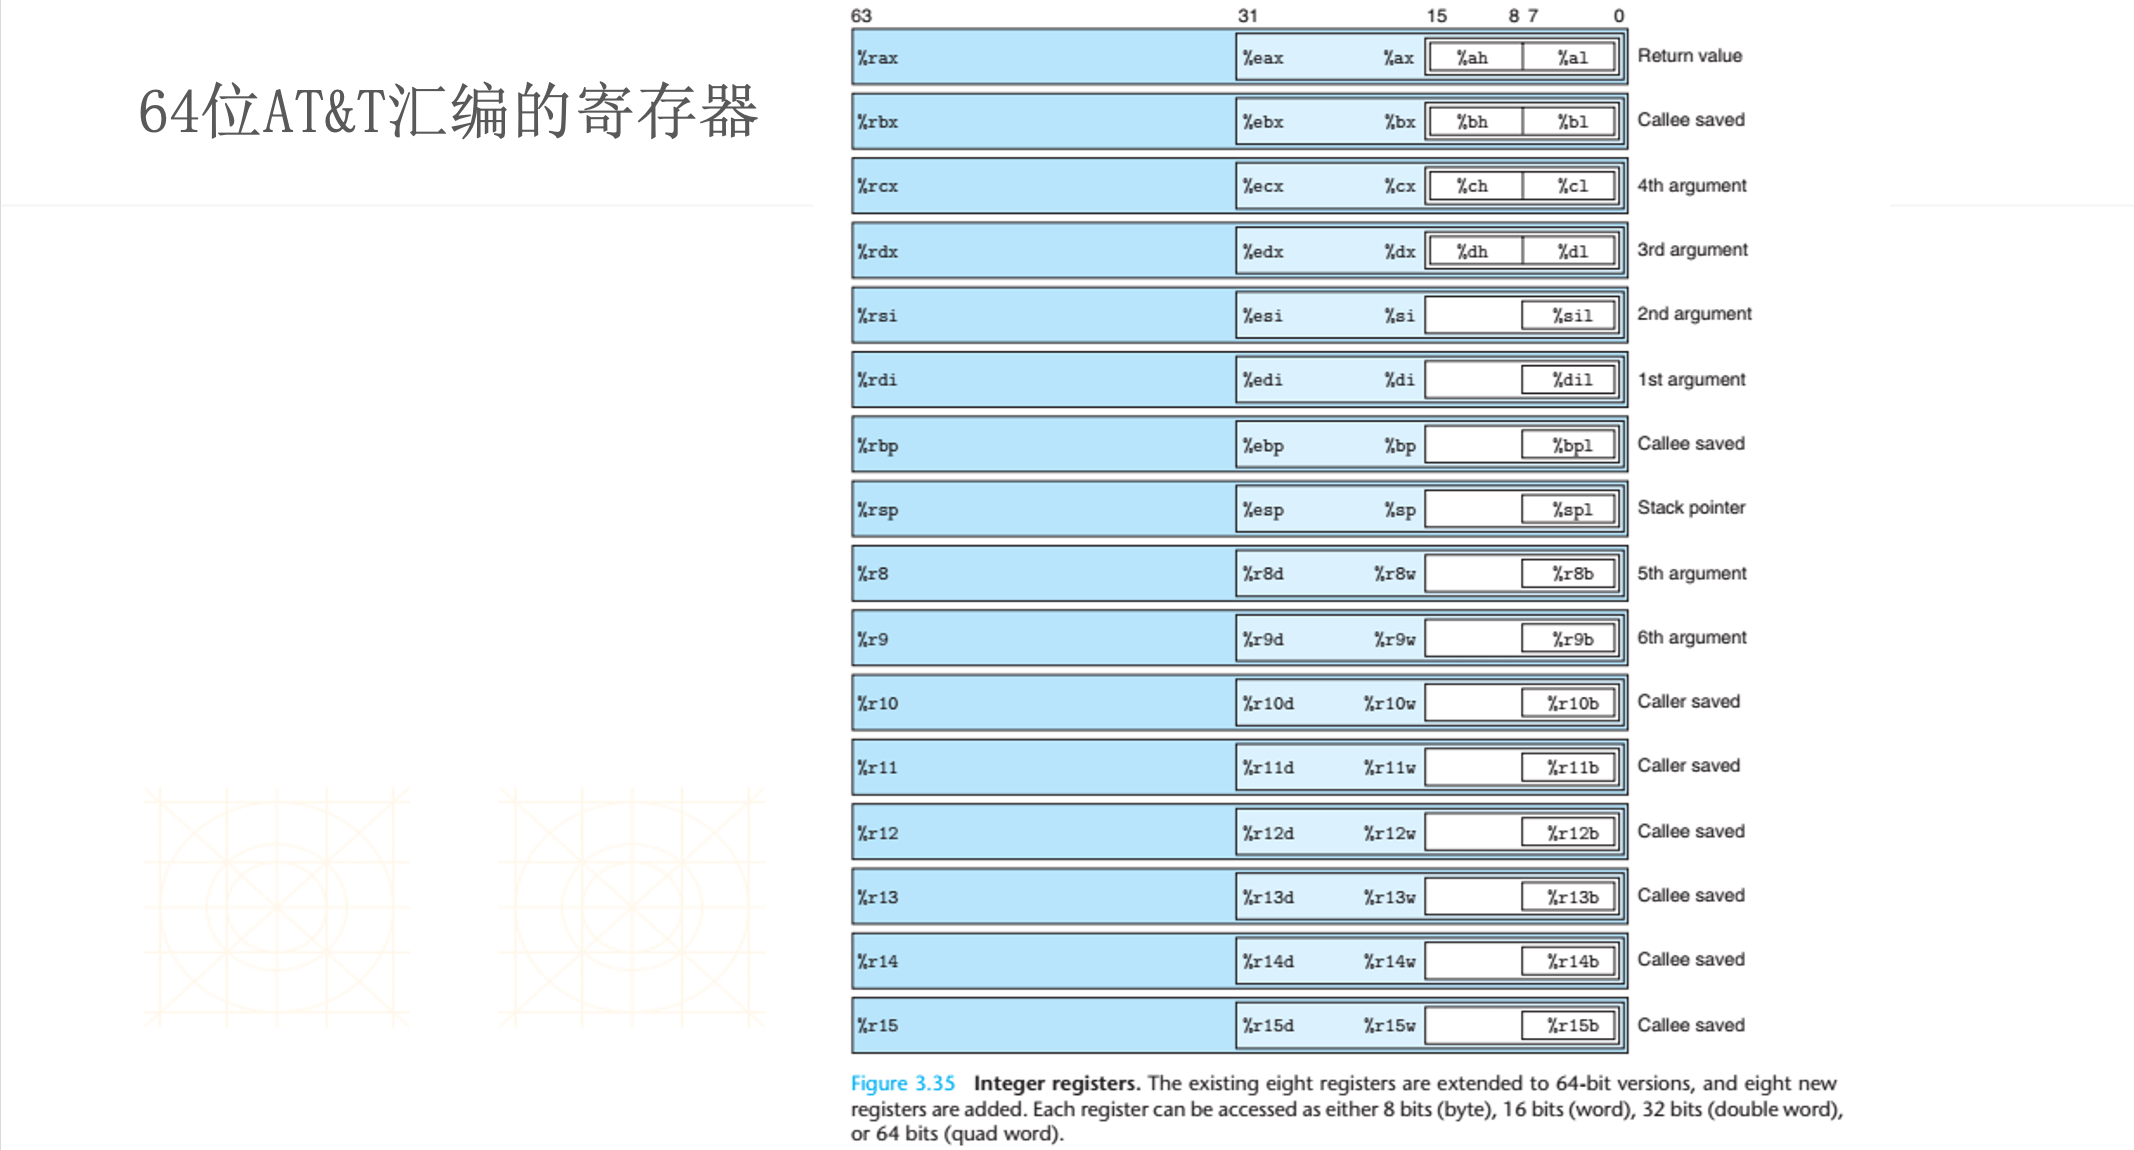 64位AT&T汇编的寄存器
63 31 15 8 7 0
%rax %eax %ax %ah %al Return value
%rbx %ebx %bx %bh %bl Callee saved
%rcx %ecx %cx %ch %cl 4th argument
%rdx %edx %dx %dh %dl 3rd argument
%rsi %esi %si %sil 2nd argument
%rdi %edi %di %dil 1st argument
%rbp %ebp %bp %bpl Callee saved
%rsp %esp %sp %spl Stack pointer
%r8 %r8d %r8w %r8b 5th argument
%r9 %r9d %r9w %r9b 6th argument
%r10 %r10d %r10w %r10b Caller saved
%r11 %r11d %r11w %r11b Caller saved
%r12 %r12d %r12w %r12b Callee saved
%r13 %r13d %r13w %r13b Callee saved
%r14 %r14d %r14w %r14b Callee saved
%r15 %r15d %r15w %r15b Callee saved
Figure 3.35 Integer registers. The existing eight registers are extended to 64-bit versions, and eight new
registers are added. Each register can be accessed as either 8 bits (byte), 16 bits (word), 32 bits (double word),
or 64 bits (quad word).